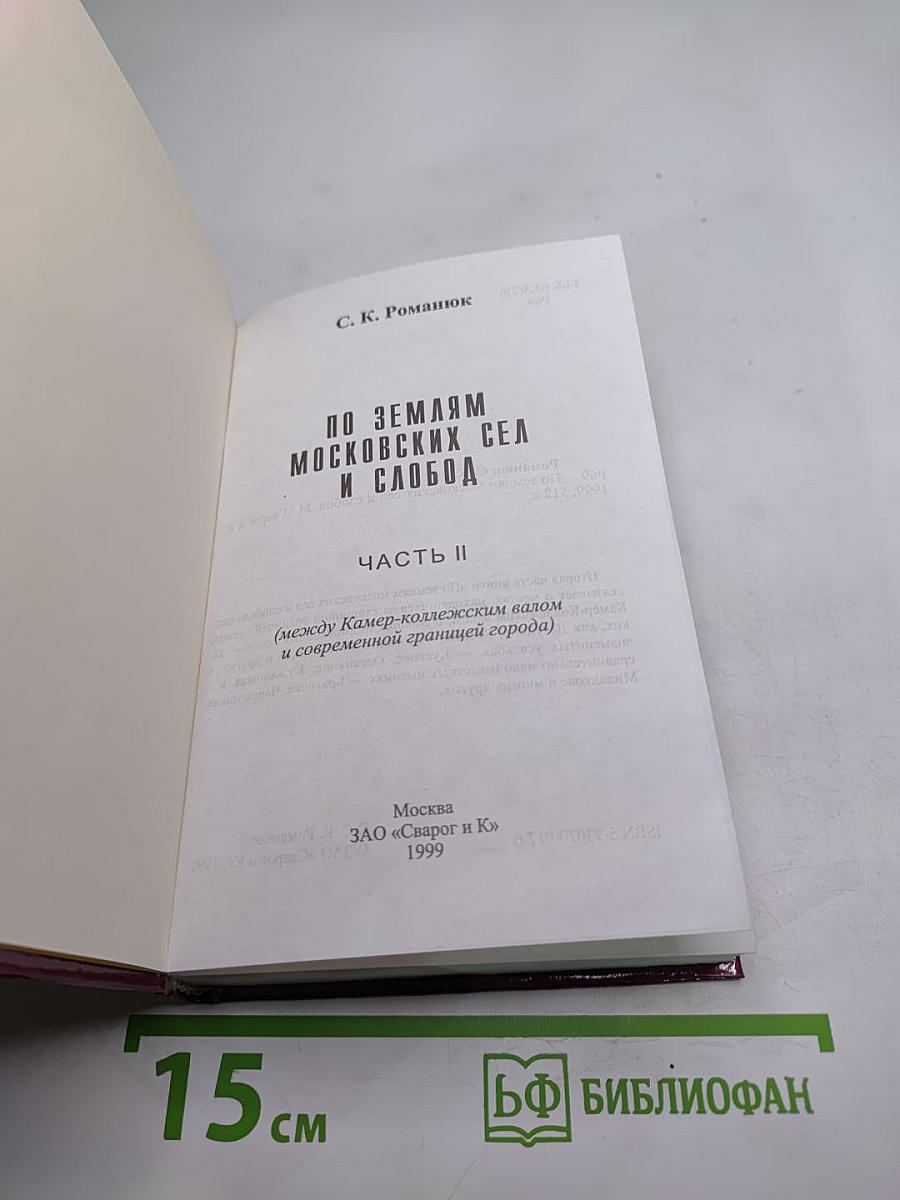 С. К. Романюк
ПО ЗЕМЛЯМ
МОСКОВСКИХ СЕЛ
И СЛОБОД
ЧАСТЬ II
(между Камер-коллежским валом
и современной границей города)
Москва
ЗАО «Сварог и К»
1999
15 см
БФ БИБЛИОФАН